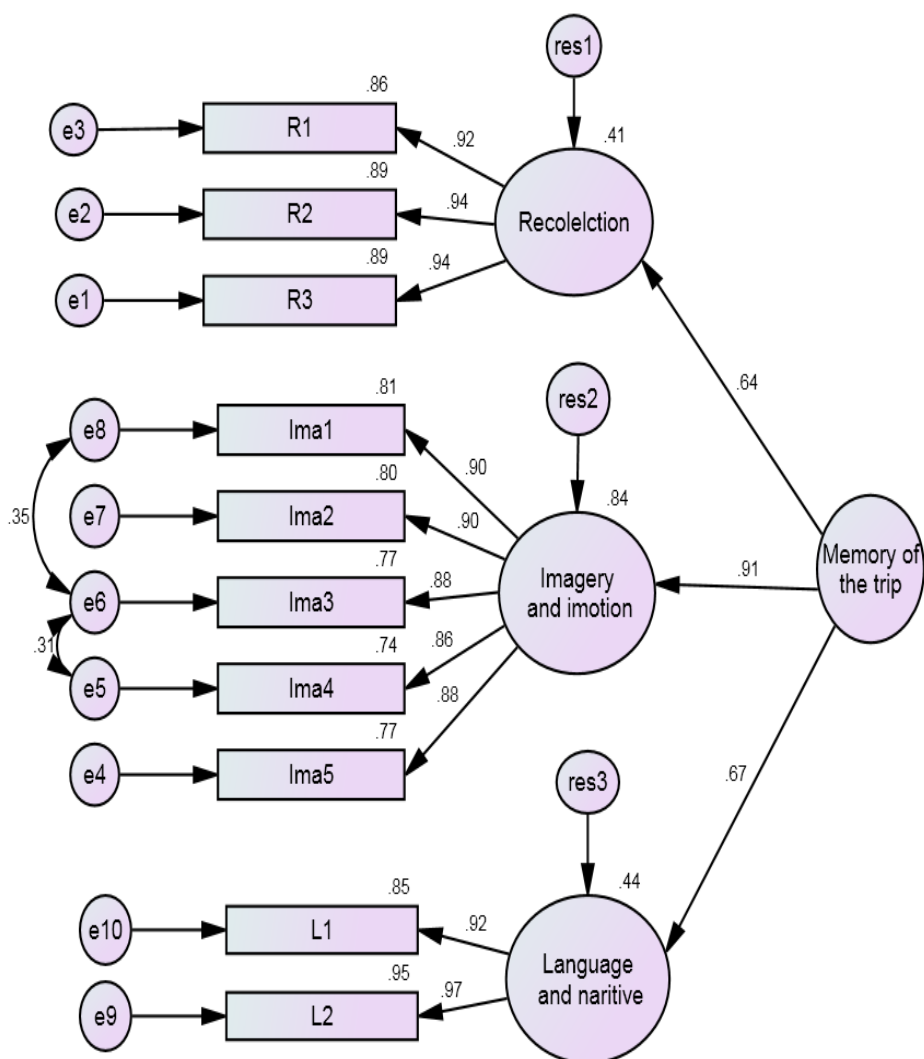 res1
.86
.41
e3
R1
.92
.89
e2
R2
.94
Recolelction
.89
.94
e1
R3
.64
res2
.81
e8
Ima1
.90
.80
.84
.35
e7
Ima2
.90
.77
Imagery
and imotion
e6
Ima3
.88
.91
Memory of
the trip
.31
.74
.86
e5
Ima4
.88
.77
e4
Ima5
.67
res3
.85
.44
e10
L1
.92
.95
Language
and naritive
e9
L2
.97